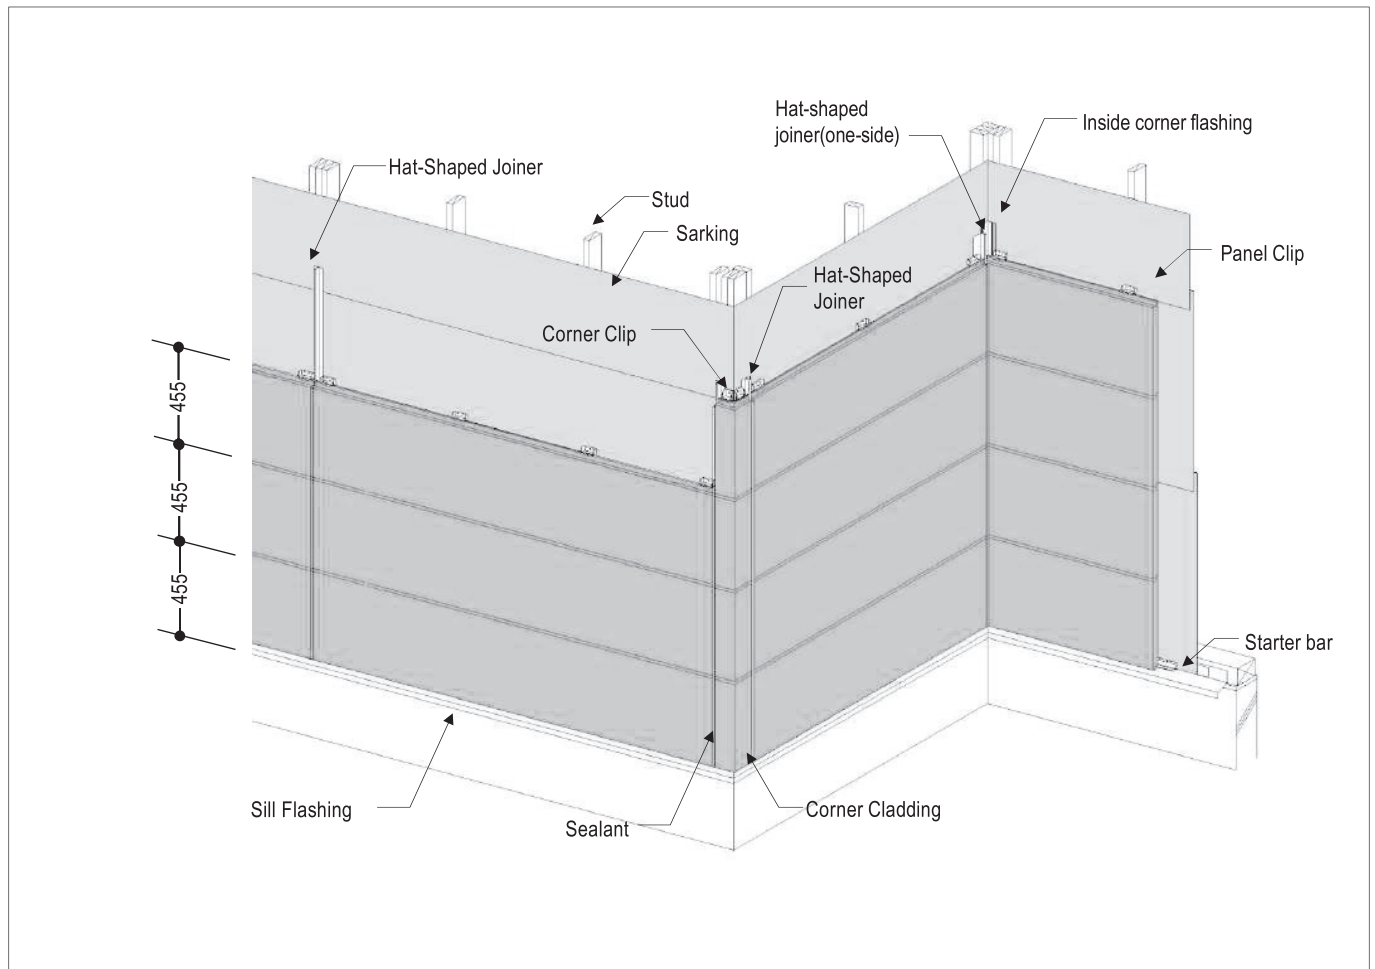 Hat-shaped
joiner(one-side)
Inside corner flashing
Hat-Shaped Joiner
Stud
Sarking
Panel Clip
Hat-Shaped
Joiner
Corner Clip
455
455
455
Starter bar
Sill Flashing
Sealant
Corner Cladding